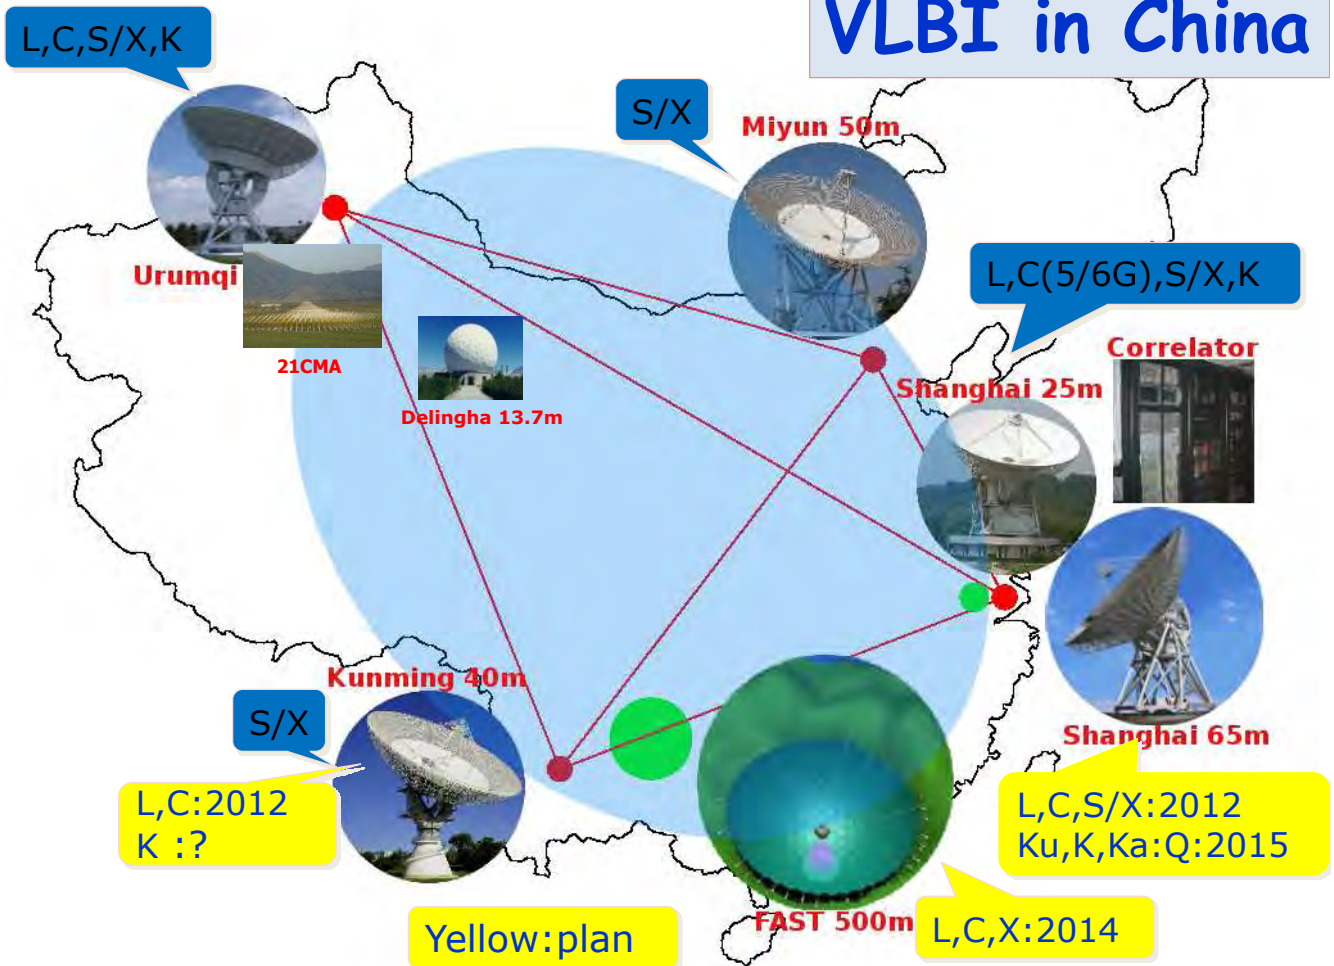 VLBI in China
L,C,S/X,K
S/X
Miyun 50m
Urumqi
L,C(5/6G),S/X,K
21CMA
Delingha 13.7m
Shanghai 25m
Correlator
Kunming 40m
S/X
L,C:2012
K :?
Shanghai 65m
L,C,S/X:2012
Ku,K,Ka:Q:2015
FAST 500m
L,C,X:2014
Yellow:plan